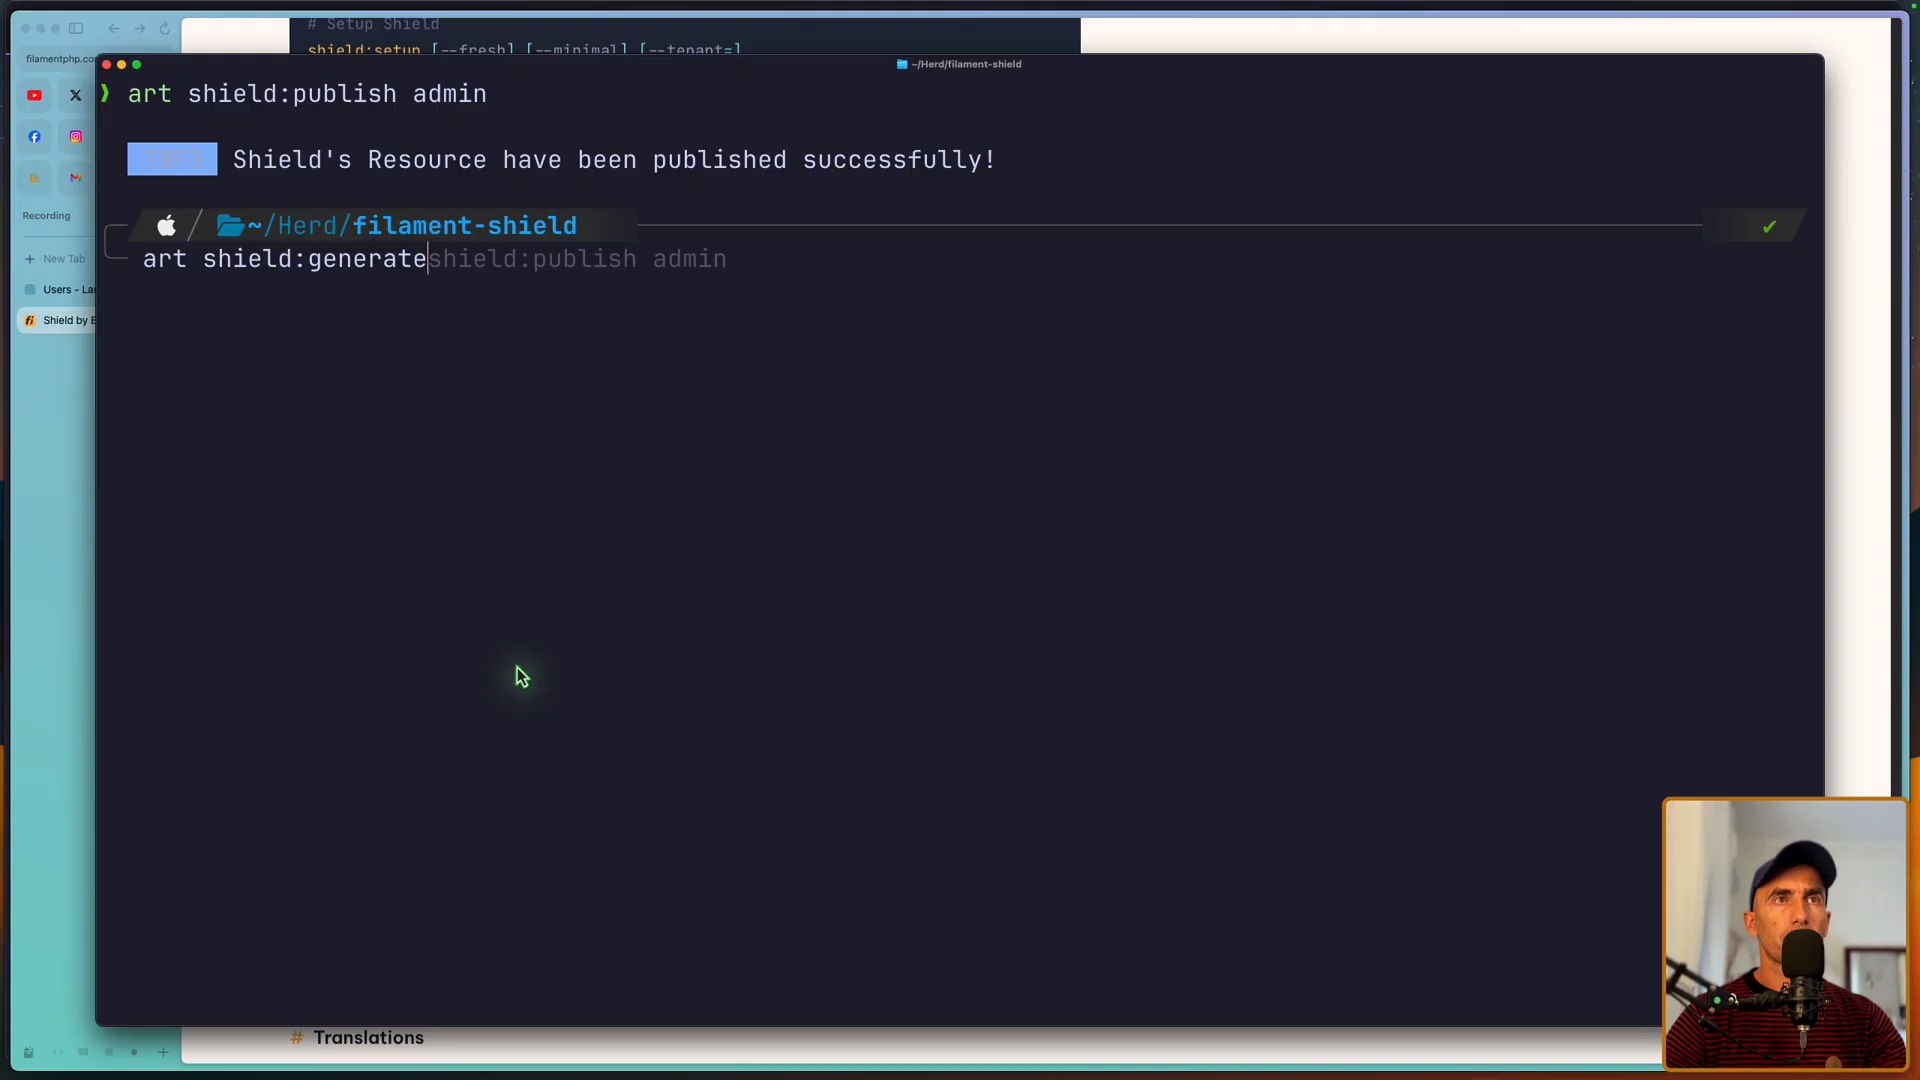 # Setup Shield
shield:setup [--fresh] [--minimal] [--tenant=]
filamentphp.co
~/Herd/filament-shield
art shield:publish admin
INFO Shield's Resource have been published successfully!
~/Herd/filament-shield
art shield:generateshield:publish admin
Recording
New Tab
Users - La
Shield by B
# Translations